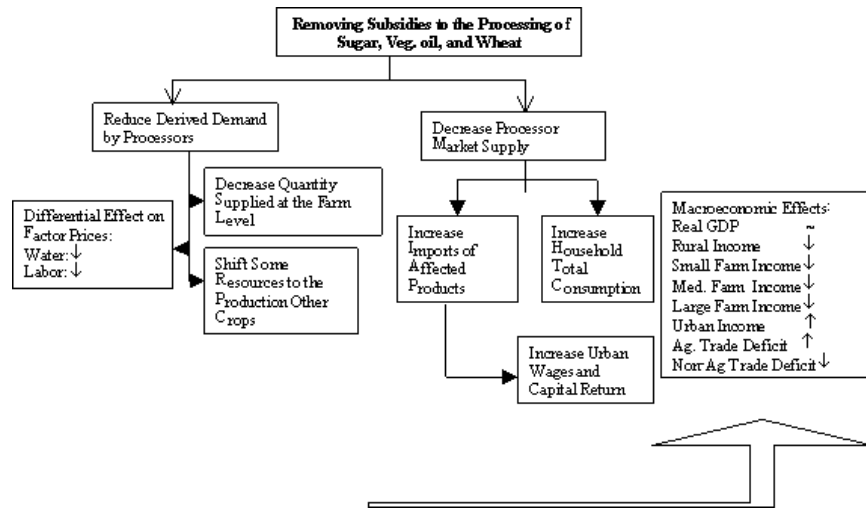 Removing Subsidies to the Processing of
Sugar, Veg. oil, and Wheat
Reduce Derived Demand
by Processors
Decrease Processor
Market Supply
Decrease Quantity
Supplied at the Farm
Level
Differential Effect on
Factor Prices:
Water: ↓
Labor: ↓
Shift Some
Resources to the
Production Other
Crops
Increase
Imports of
Affected
Products
Increase
Household
Total
Consumption
Increase Urban
Wages and
Capital Return
Macroeconomic Effects:
Real GDP ~
Rural Income ↓
Small Farm Income ↓
Med. Farm Income ↓
Large Farm Income ↓
Urban Income ↑
Ag. Trade Deficit ↑
Non-Ag Trade Deficit ↓